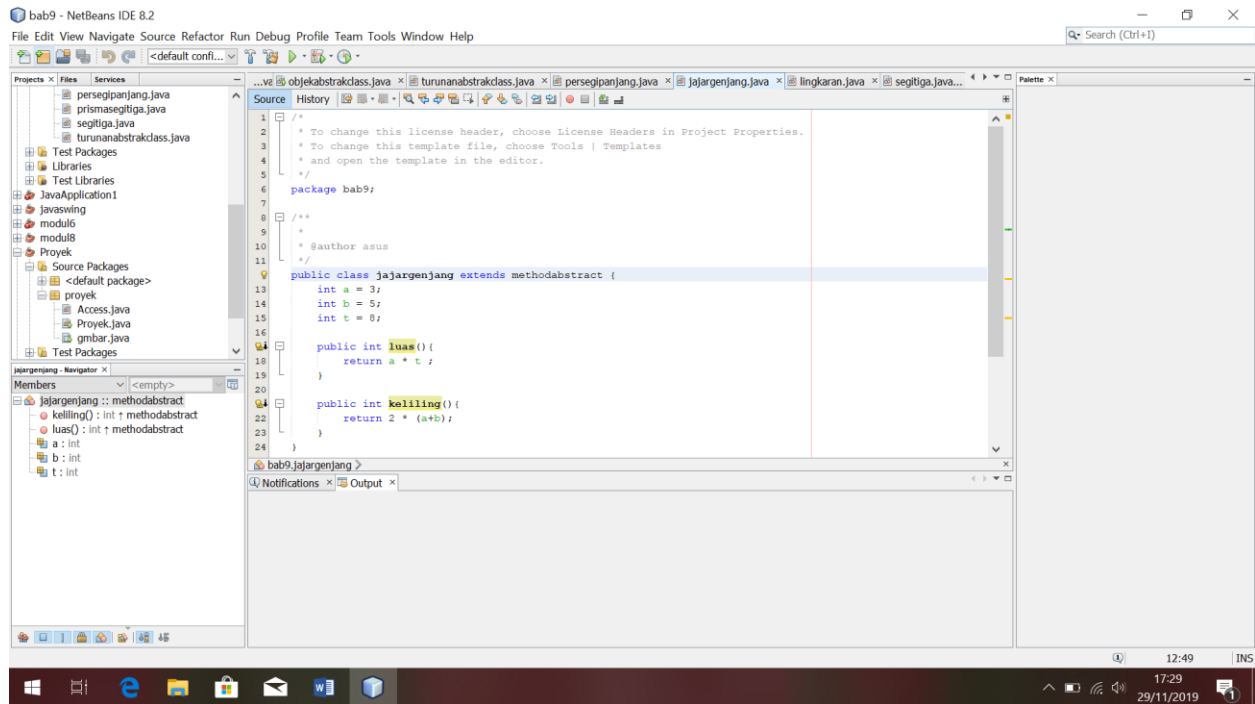 bab9 - NetBeans IDE 8.2
File Edit View Navigate Source Refactor Run Debug Profile Team Tools Window Help
Search (Ctrl+I)
<default confi...
Projects Files Services
persegipanjang.java
prismasegitiga.java
segitiga.java
turunanabstrakdass.java
Test Packages
Libraries
Test Libraries
JavaApplication1
javaswing
modul6
modul8
Proyek
Source Packages
<default package>
proyek
Access.java
Proyek.java
gmbar.java
Test Packages
jajargenjang - Navigator
Members <empty>
jajargenjang :: methodabstract
keliling() : int ↑ methodabstract
luas() : int ↑ methodabstract
a : int
b : int
t : int
...va objekabstrakclass.java turunanabstrakclass.java persegipanjang.java jajargenjang.java lingkaran.java segitiga.java...
Source History
1 /*
2 * To change this license header, choose License Headers in Project Properties.
3 * To change this template file, choose Tools | Templates
4 * and open the template in the editor.
5 */
6 package bab9;
7
8 /**
9 *
10 * @author asus
11 */
public class jajargenjang extends methodabstract {
13 int a = 3;
14 int b = 5;
15 int t = 8;
16
public int luas(){
18 return a * t ;
19 }
20
public int keliling(){
22 return 2 * (a+b);
23 }
24 }
bab9.jajargenjang
Notifications Output
Palette
12:49 INS
17:29
29/11/2019
1